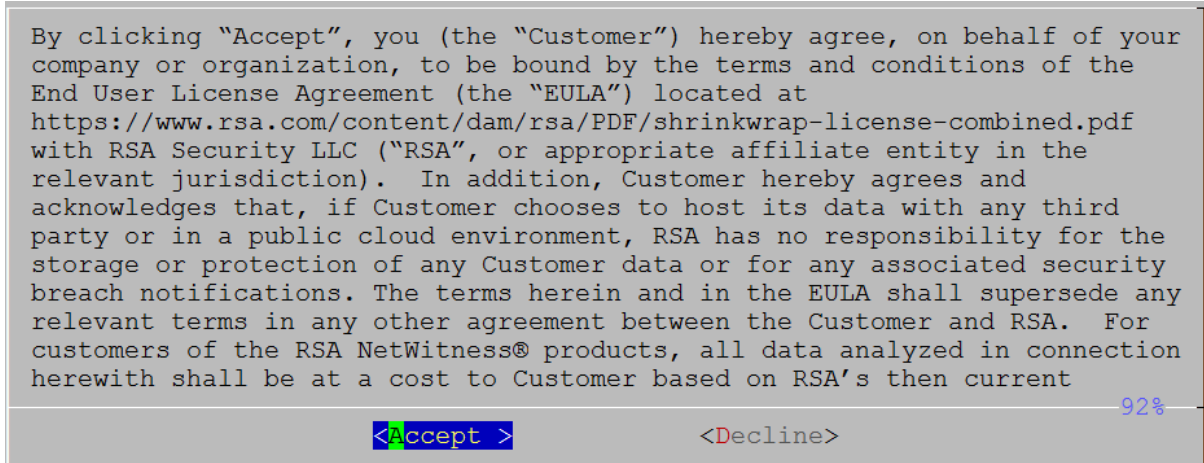 By clicking “Accept”, you (the “Customer”) hereby agree, on behalf of your
company or organization, to be bound by the terms and conditions of the
End User License Agreement (the “EULA”) located at
https://www.rsa.com/content/dam/rsa/PDF/shrinkwrap-license-combined.pdf
with RSA Security LLC (“RSA”, or appropriate affiliate entity in the
relevant jurisdiction).  In addition, Customer hereby agrees and
acknowledges that, if Customer chooses to host its data with any third
party or in a public cloud environment, RSA has no responsibility for the
storage or protection of any Customer data or for any associated security
breach notifications. The terms herein and in the EULA shall supersede any
relevant terms in any other agreement between the Customer and RSA.  For
customers of the RSA NetWitness® products, all data analyzed in connection
herewith shall be at a cost to Customer based on RSA’s then current
92%
<Accept > <Decline>